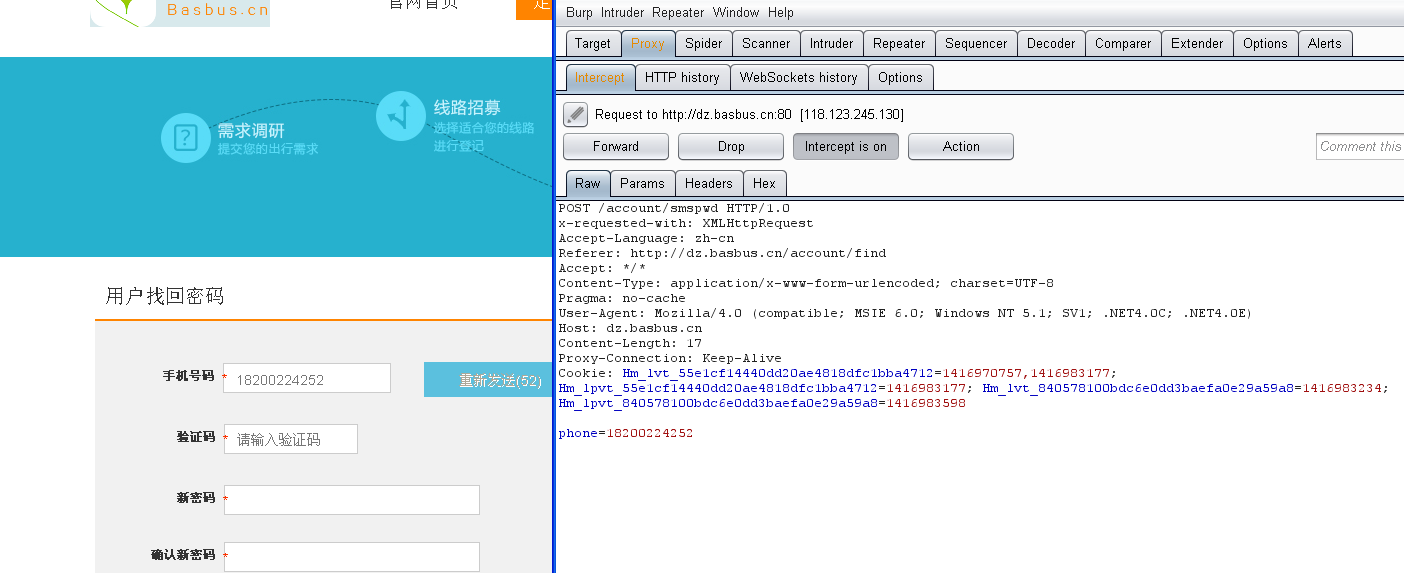 Basbus.cn
官网首页
定
需求调研
提交您的出行需求
线路招募
选择适合您的线路
进行登记
用户找回密码
手机号码 * 18200224252 重新发送(52)
验证码 * 请输入验证码
新密码 *
确认新密码 *
Burp Intruder Repeater Window Help
Target Proxy Spider Scanner Intruder Repeater Sequencer Decoder Comparer Extender Options Alerts
Intercept HTTP history WebSockets history Options
Request to http://dz.basbus.cn:80 [118.123.245.130]
Forward Drop Intercept is on Action Comment this
Raw Params Headers Hex
POST /account/smspwd HTTP/1.0
x-requested-with: XMLHttpRequest
Accept-Language: zh-cn
Referer: http://dz.basbus.cn/account/find
Accept: */*
Content-Type: application/x-www-form-urlencoded; charset=UTF-8
Pragma: no-cache
User-Agent: Mozilla/4.0 (compatible; MSIE 6.0; Windows NT 5.1; SV1; .NET4.0C; .NET4.0E)
Host: dz.basbus.cn
Content-Length: 17
Proxy-Connection: Keep-Alive
Cookie: Hm_lvt_55e1cf14440dd20ae4818dfc1bba4712=1416970757,1416983177;
Hm_lpvt_55e1cf14440dd20ae4818dfc1bba4712=1416983177; Hm_lvt_840578100bdc6e0dd3baefa0e29a59a8=1416983234;
Hm_lpvt_840578100bdc6e0dd3baefa0e29a59a8=1416983598
phone=18200224252